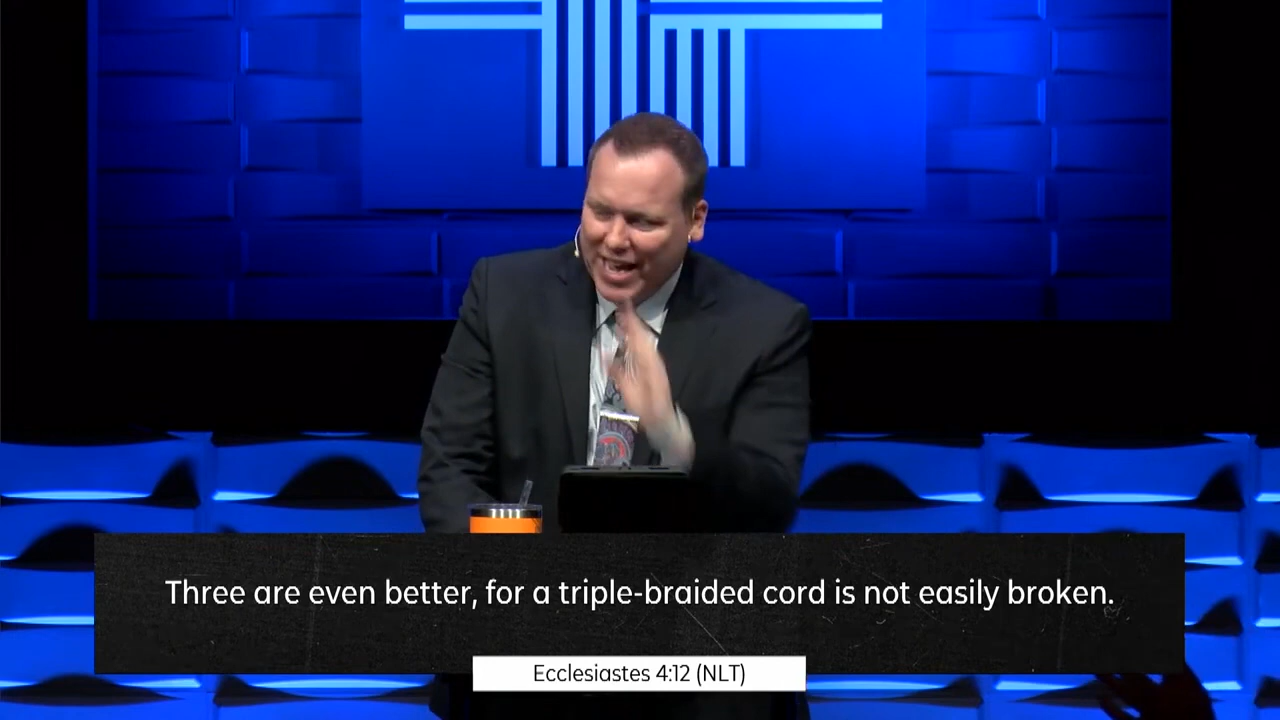 Three are even better, for a triple-braided cord is not easily broken.
Ecclesiastes 4:12 (NLT)